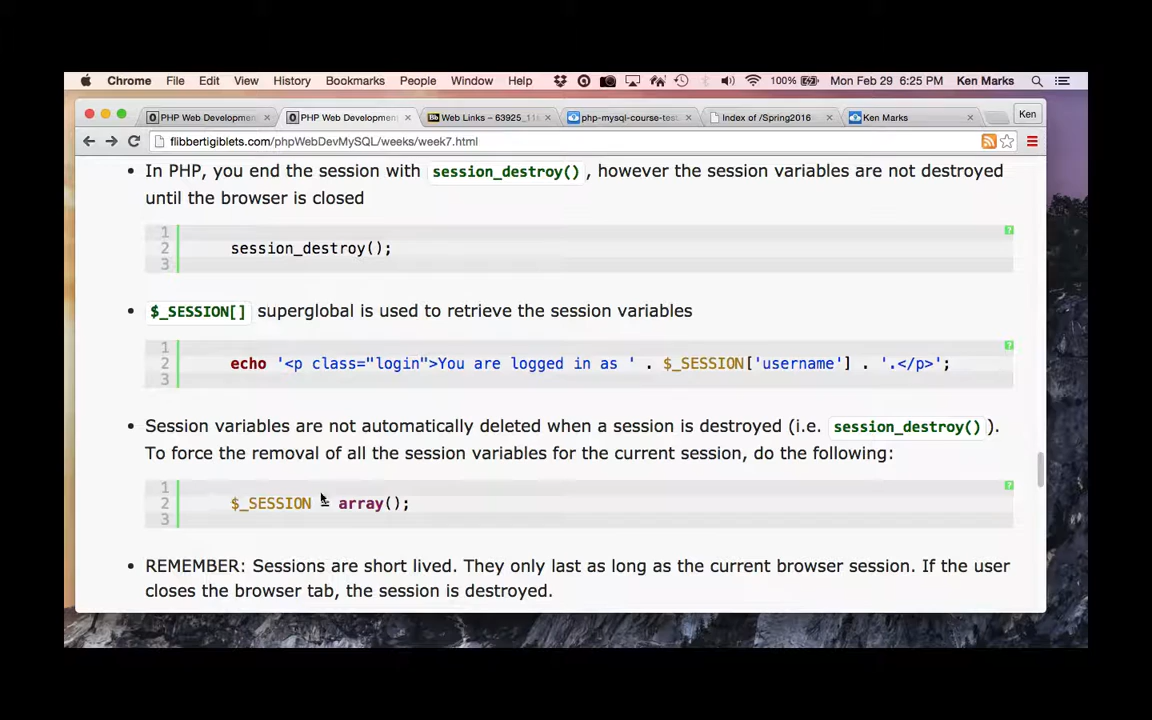 Chrome File Edit View History Bookmarks People Window Help 100% Mon Feb 29 6:25 PM Ken Marks
PHP Web Developmen × PHP Web Developmen × Bb Web Links – 63925_11 × php-mysql-course-test × Index of /Spring2016 × Ken Marks × Ken
flibbertigiblets.com/phpWebDevMySQL/weeks/week7.html
• In PHP, you end the session with session_destroy() , however the session variables are not destroyed
until the browser is closed
1
2 session_destroy();
3
?
• $_SESSION[] superglobal is used to retrieve the session variables
1
2 echo '<p class="login">You are logged in as ' . $_SESSION['username'] . '.</p>';
3
?
• Session variables are not automatically deleted when a session is destroyed (i.e. session_destroy() ).
To force the removal of all the session variables for the current session, do the following:
1
2 $_SESSION = array();
3
?
• REMEMBER: Sessions are short lived. They only last as long as the current browser session. If the user
closes the browser tab, the session is destroyed.